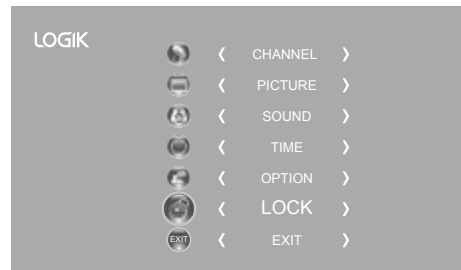 LOGIK
CHANNEL
PICTURE
SOUND
TIME
OPTION
LOCK
EXIT EXIT